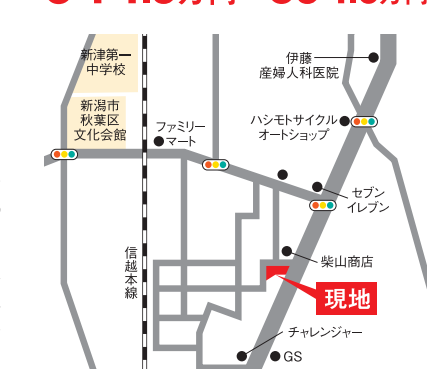 新津第一
中学校
伊藤
産婦人科医院
新潟市
秋葉区
文化会館
ファミリー
マート
ハシモトサイクル
オートショップ
セブン
イレブン
信越本線
柴山商店
現地
チャレンジャー
GS